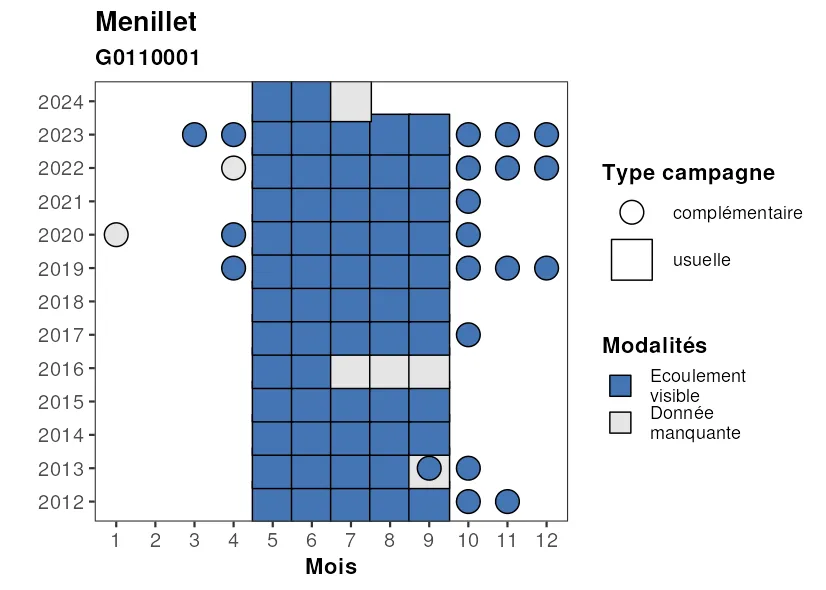 Menillet
G0110001
2024
2023
2022
2021
2020
2019
2018
2017
2016
2015
2014
2013
2012
1 2 3 4 5 6 7 8 9 10 11 12
Mois
Type campagne
complémentaire
usuelle
Modalités
Ecoulement
visible
Donnée
manquante